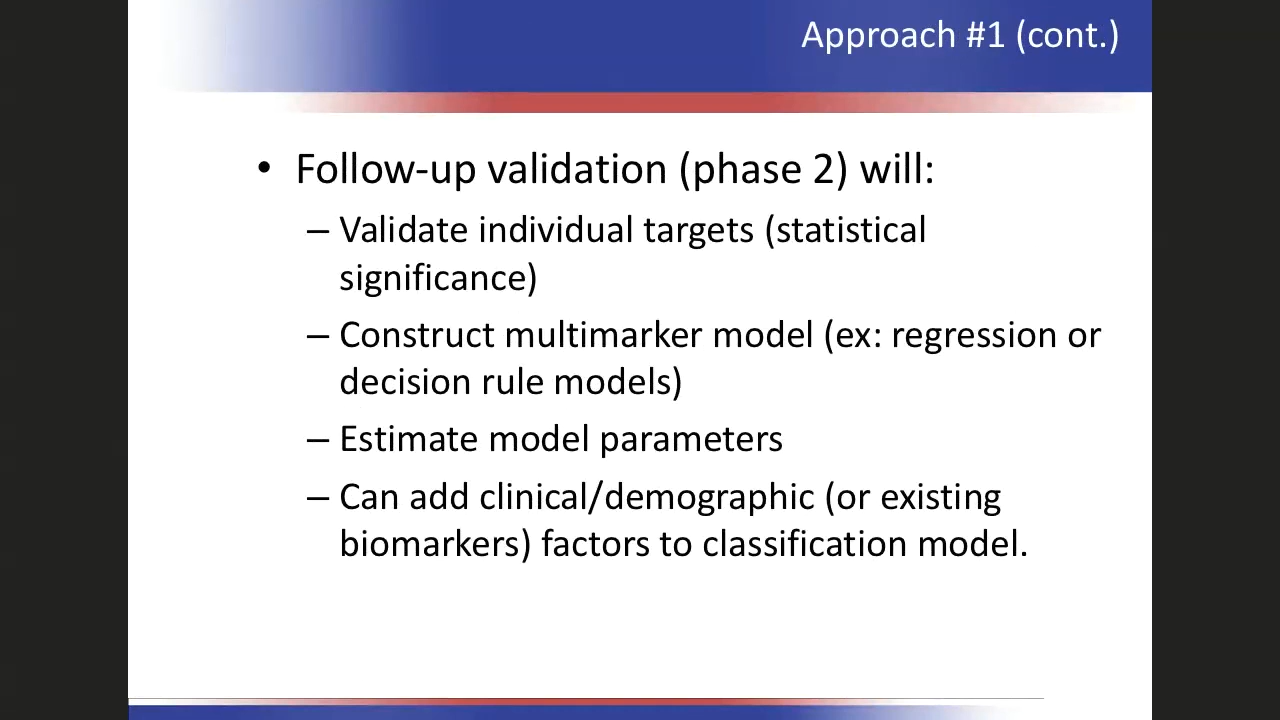 Approach #1 (cont.)
• Follow-up validation (phase 2) will:
– Validate individual targets (statistical
significance)
– Construct multimarker model (ex: regression or
decision rule models)
– Estimate model parameters
– Can add clinical/demographic (or existing
biomarkers) factors to classification model.